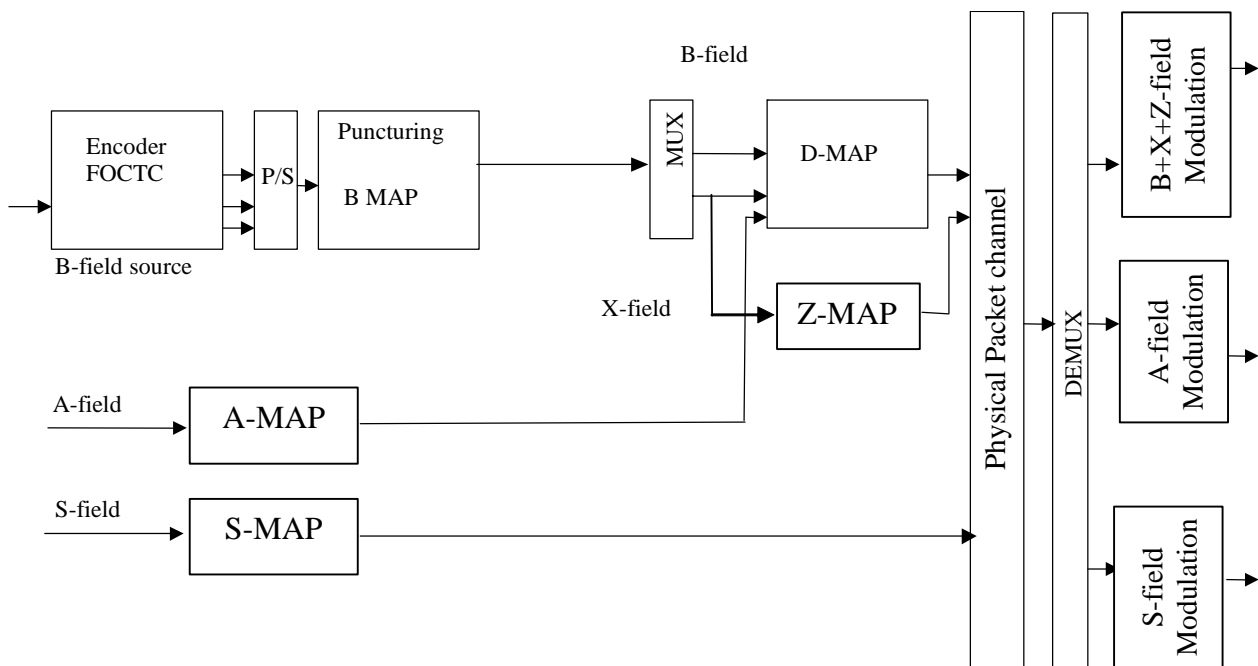 B-field
Encoder
FOCTC
P/S
Puncturing
B MAP
MUX
D-MAP
B-field source
X-field
Z-MAP
A-field
A-MAP
S-field
S-MAP
Physical Packet channel
DEMUX
B+X+Z-field
Modulation
A-field
Modulation
S-field
Modulation